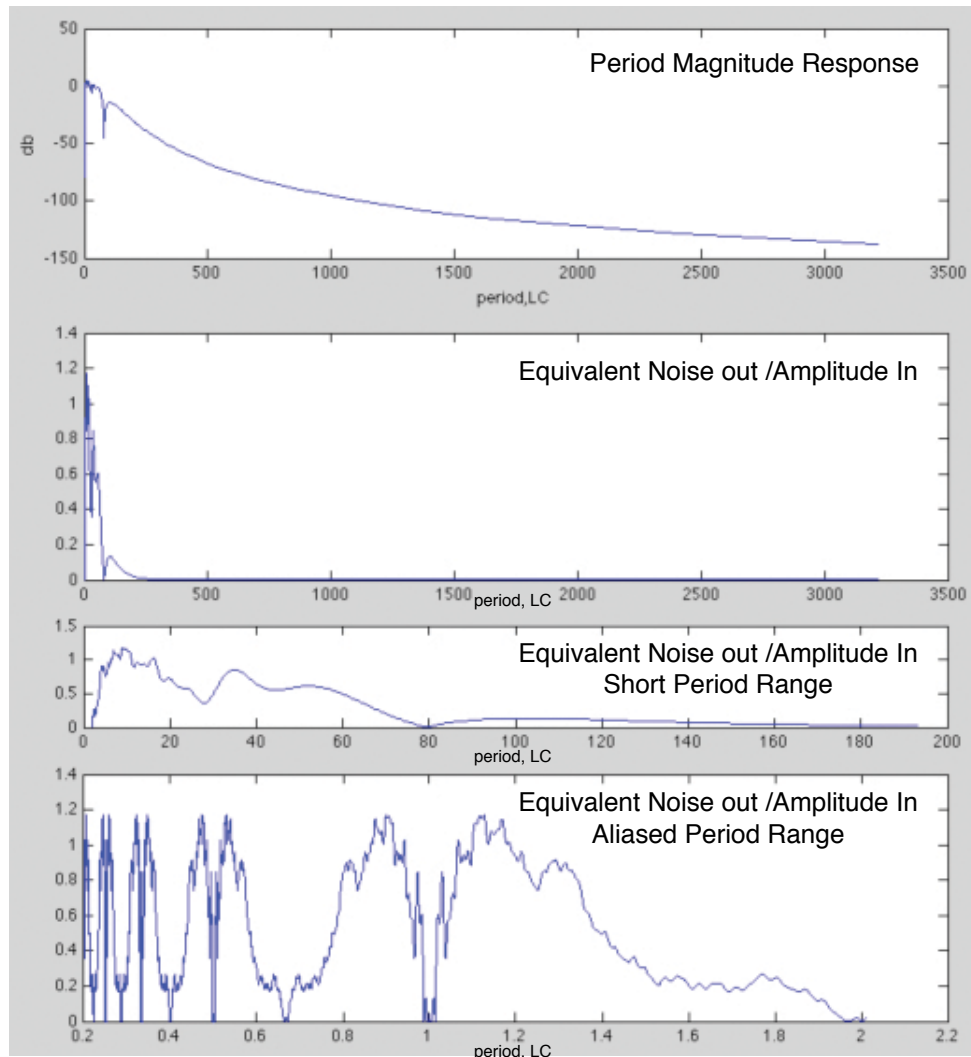 Period Magnitude Response
50
0
-50
-100
-150
db
0 500 1000 1500 2000 2500 3000 3500
period,LC
Equivalent Noise out /Amplitude In
1.4
1.2
1
0.8
0.6
0.4
0.2
0
0 500 1000 1500 2000 2500 3000 3500
period, LC
Equivalent Noise out /Amplitude In
Short Period Range
1.5
1
0.5
0
0 20 40 60 80 100 120 140 160 180 200
period, LC
Equivalent Noise out /Amplitude In
Aliased Period Range
1.4
1.2
1
0.8
0.6
0.4
0.2
0
0.2 0.4 0.6 0.8 1 1.2 1.4 1.6 1.8 2 2.2
period, LC